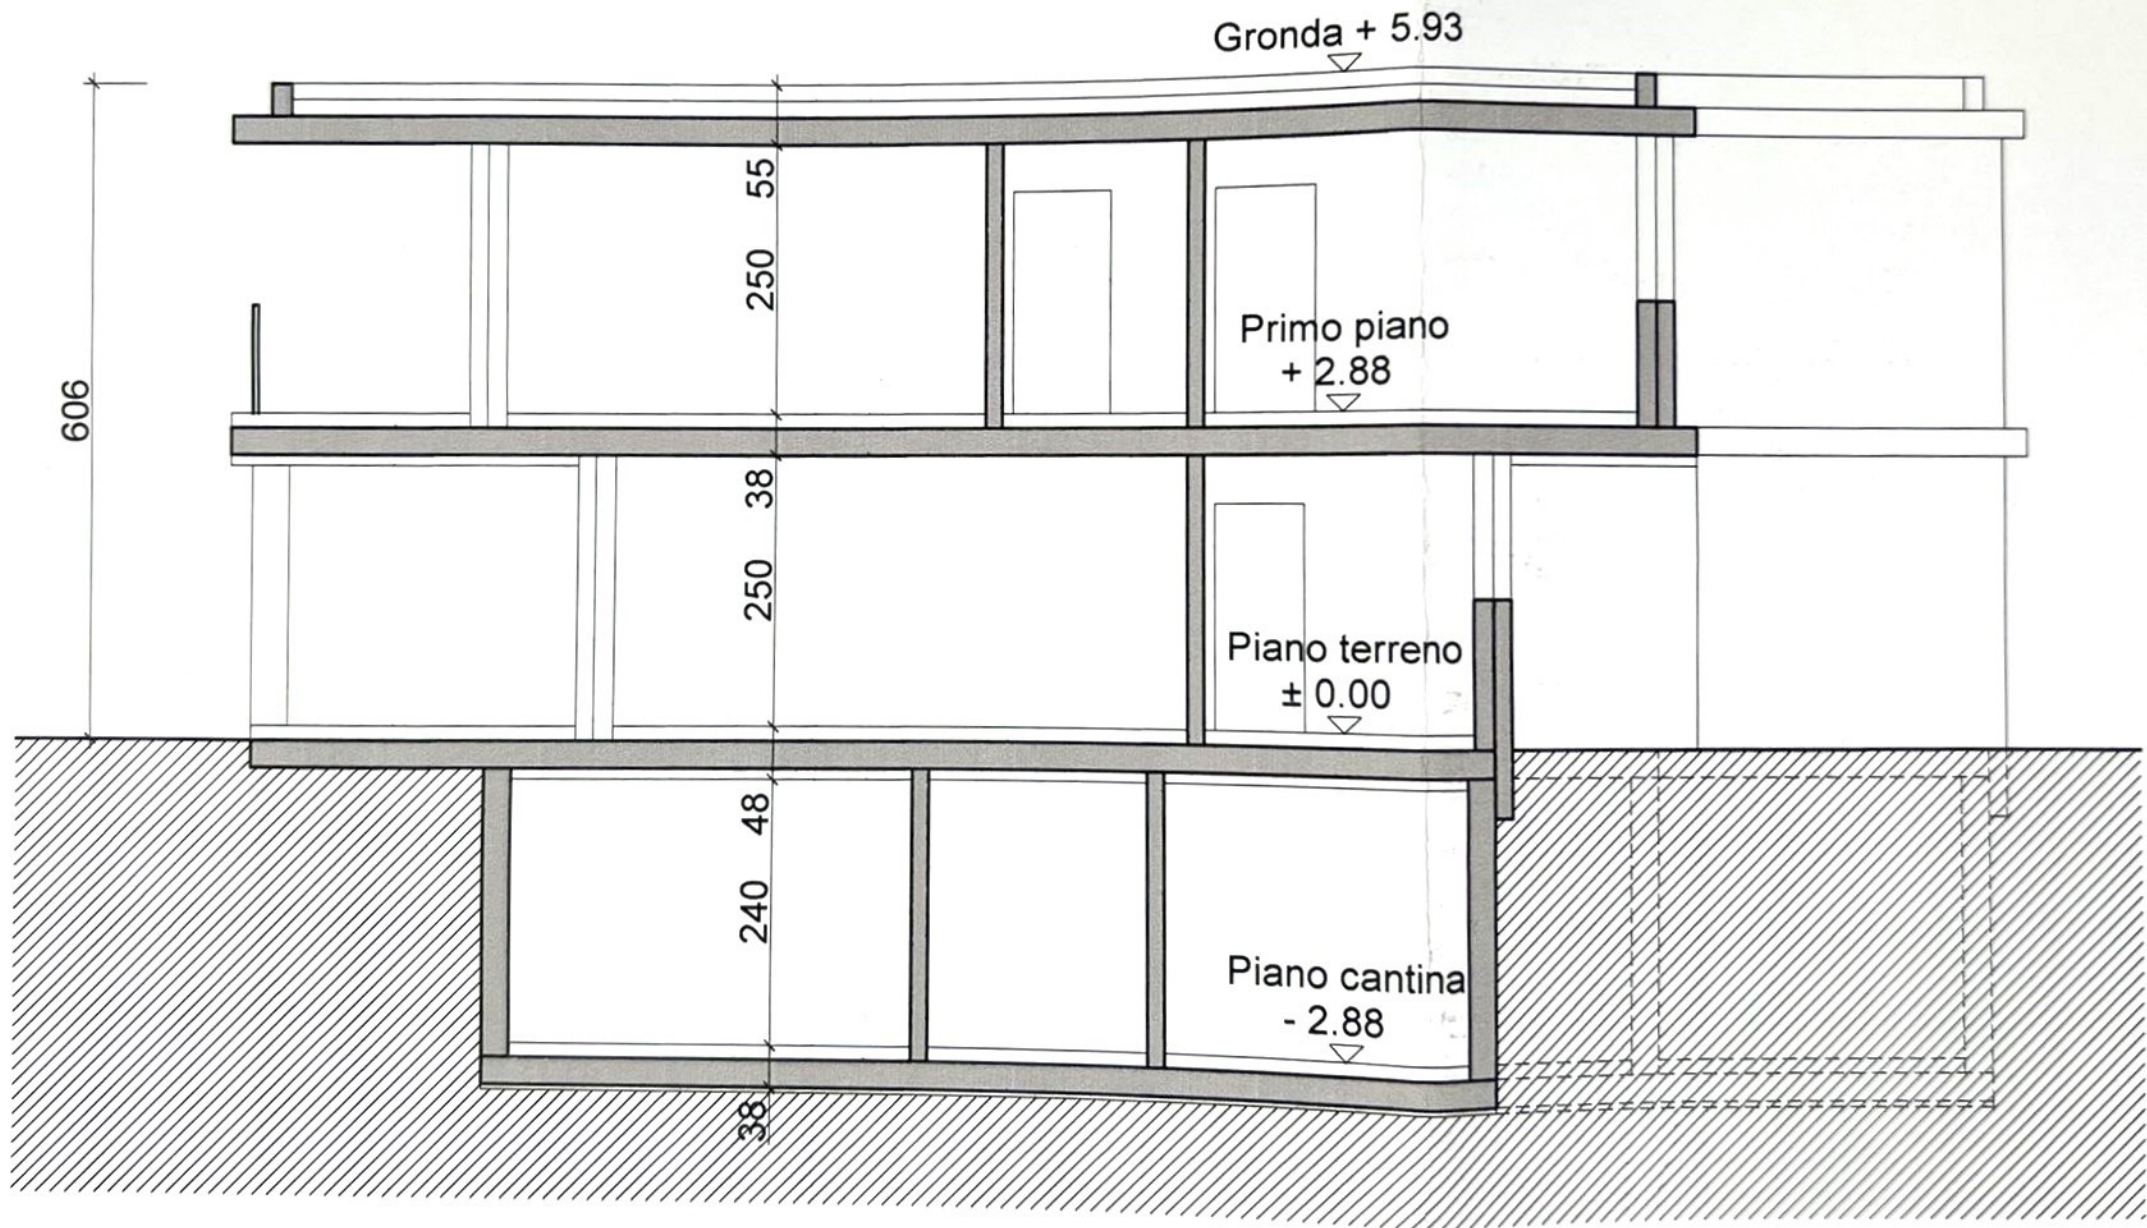 Gronda + 5.93
55
250
Primo piano
+ 2.88
606
38
250
Piano terreno
± 0.00
48
240
Piano cantina
- 2.88
38